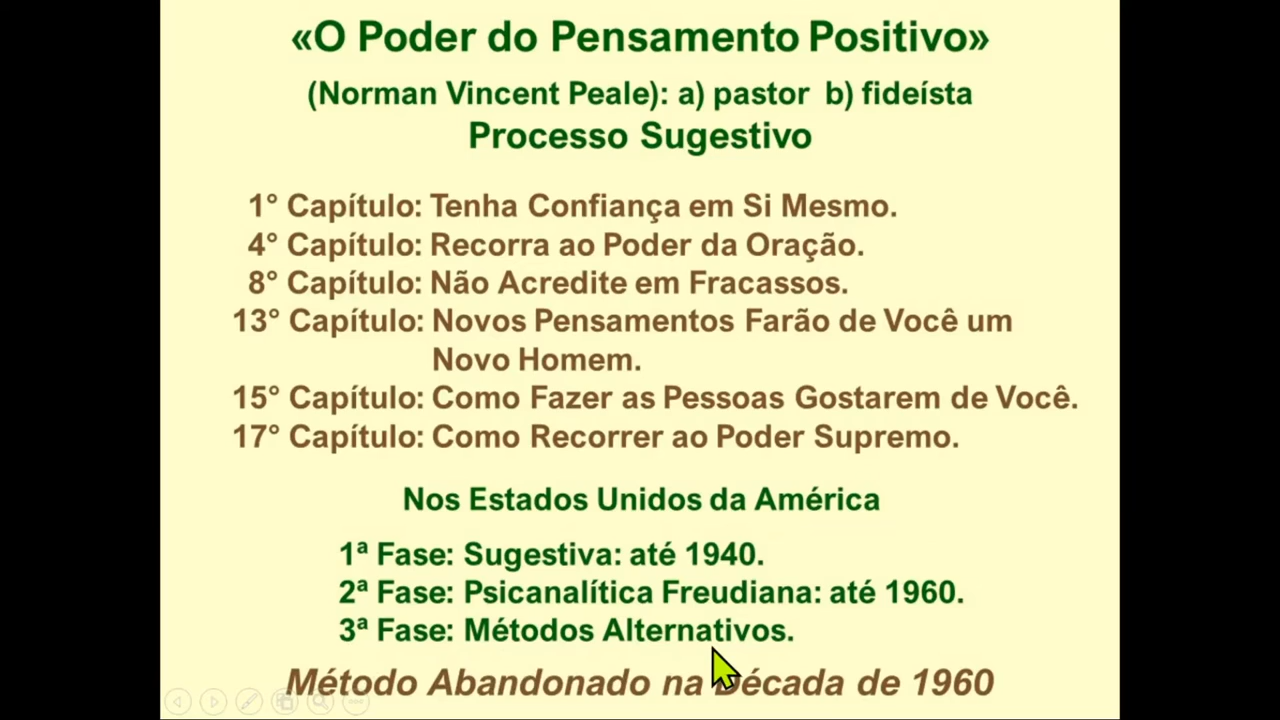 «O Poder do Pensamento Positivo»
(Norman Vincent Peale): a) pastor b) fideísta
Processo Sugestivo
1° Capítulo: Tenha Confiança em Si Mesmo.
4° Capítulo: Recorra ao Poder da Oração.
8° Capítulo: Não Acredite em Fracassos.
13° Capítulo: Novos Pensamentos Farão de Você um
Novo Homem.
15° Capítulo: Como Fazer as Pessoas Gostarem de Você.
17° Capítulo: Como Recorrer ao Poder Supremo.
Nos Estados Unidos da América
1ª Fase: Sugestiva: até 1940.
2ª Fase: Psicanalítica Freudiana: até 1960.
3ª Fase: Métodos Alternativos.
Método Abandonado na Década de 1960